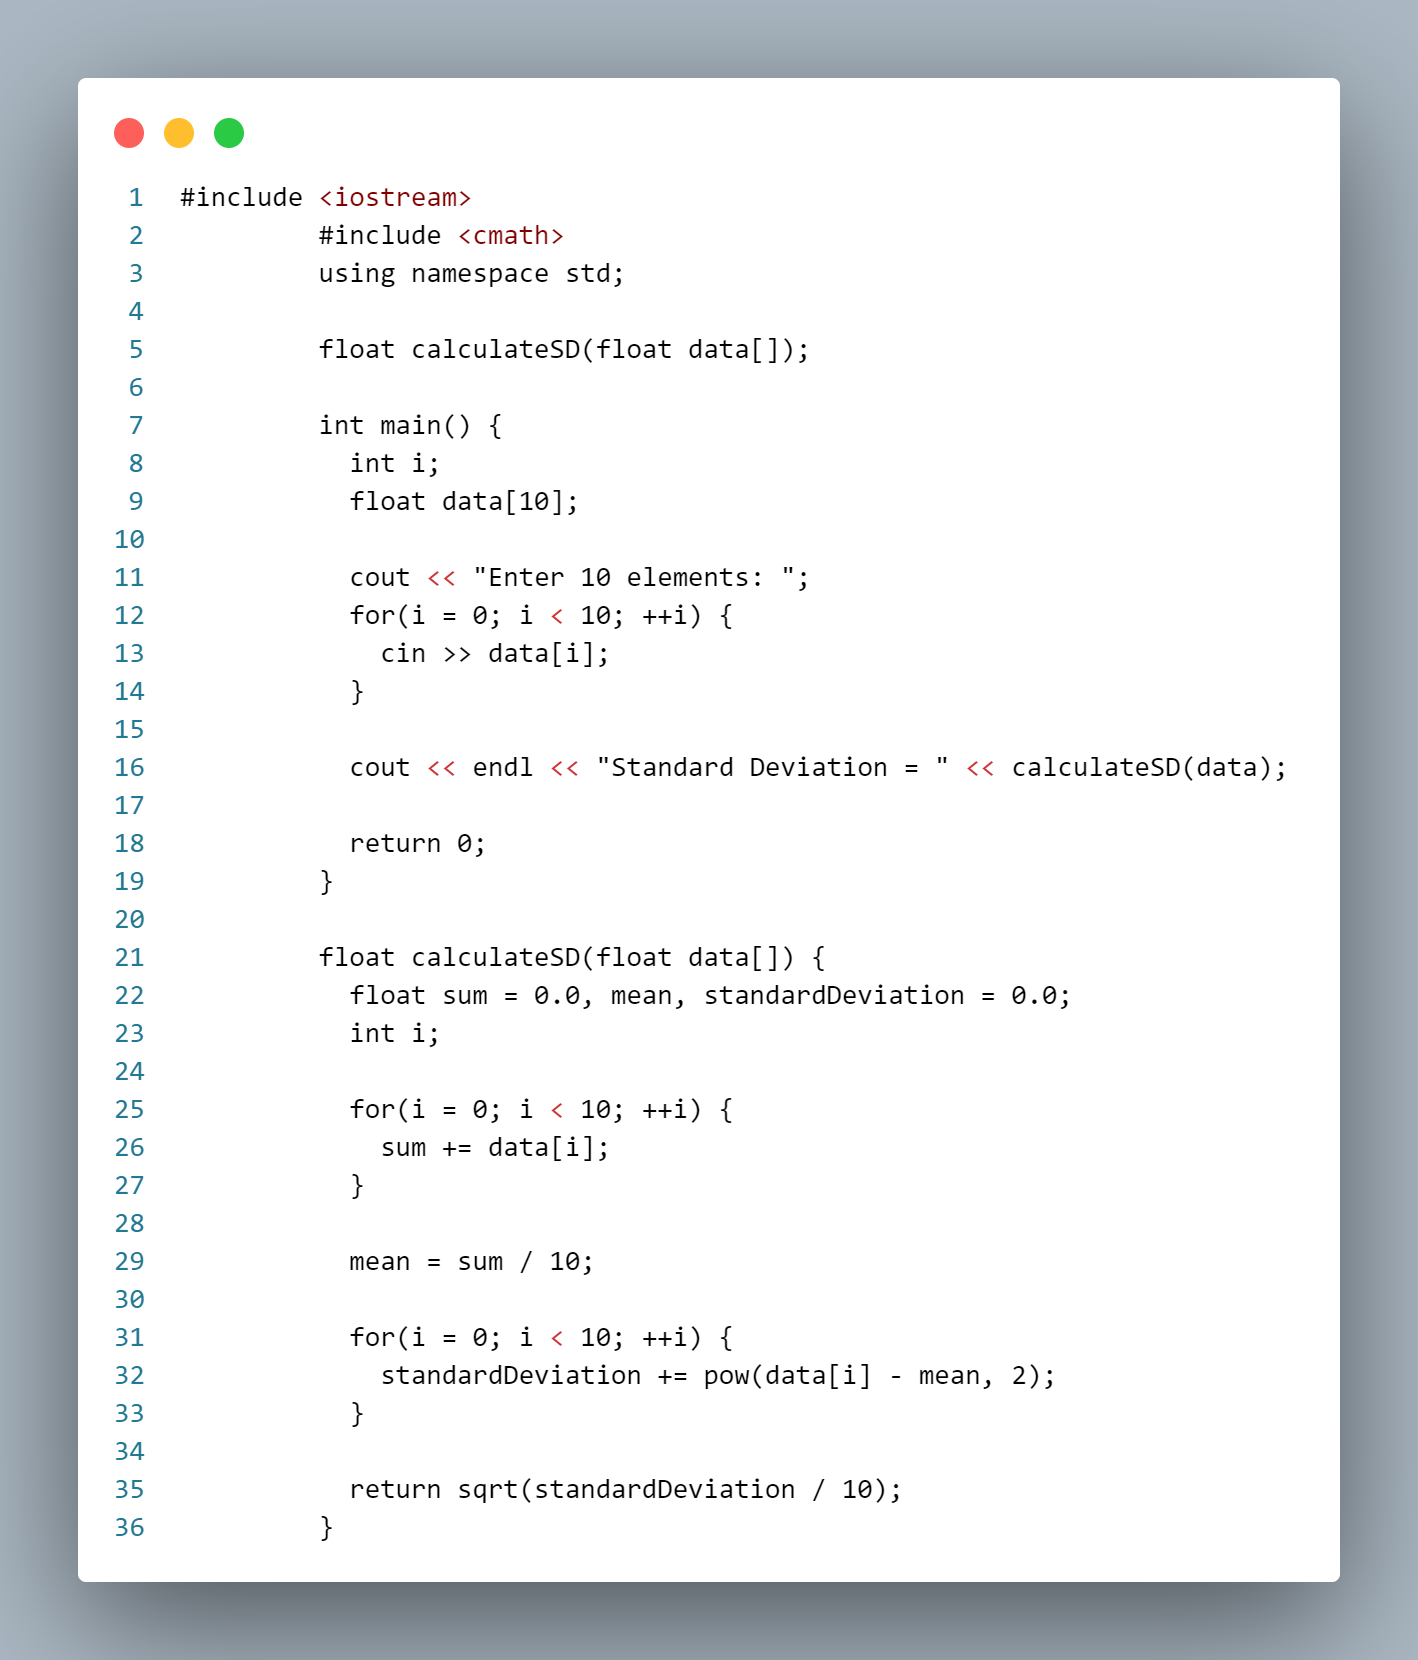 1 #include <iostream>
2 #include <cmath>
3 using namespace std;
4
5 float calculateSD(float data[]);
6
7 int main() {
8 int i;
9 float data[10];
10
11 cout << "Enter 10 elements: ";
12 for(i = 0; i < 10; ++i) {
13 cin >> data[i];
14 }
15
16 cout << endl << "Standard Deviation = " << calculateSD(data);
17
18 return 0;
19 }
20
21 float calculateSD(float data[]) {
22 float sum = 0.0, mean, standardDeviation = 0.0;
23 int i;
24
25 for(i = 0; i < 10; ++i) {
26 sum += data[i];
27 }
28
29 mean = sum / 10;
30
31 for(i = 0; i < 10; ++i) {
32 standardDeviation += pow(data[i] - mean, 2);
33 }
34
35 return sqrt(standardDeviation / 10);
36 }